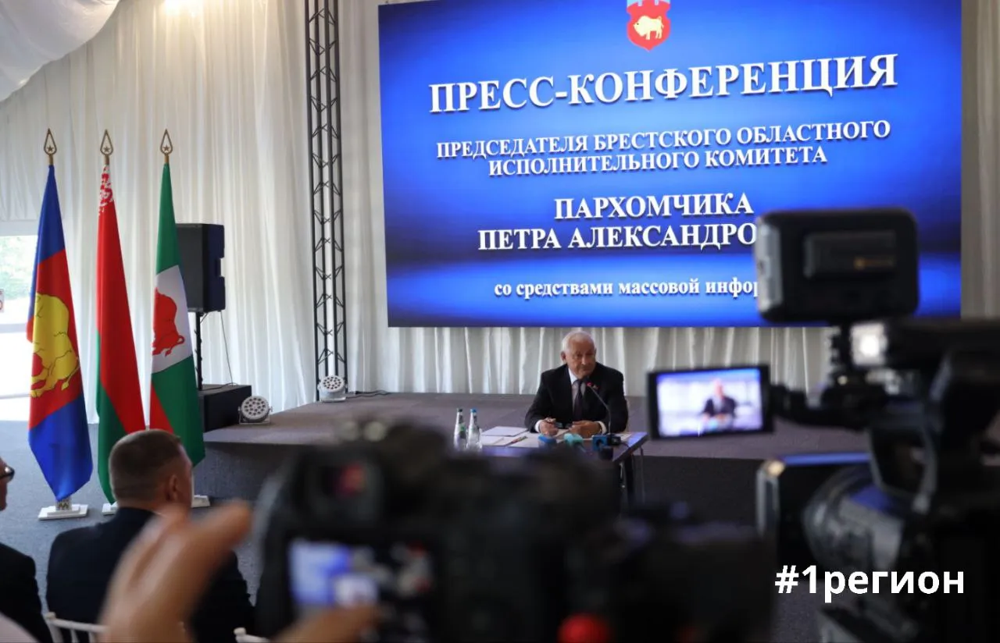 ПРЕСС-КОНФЕРЕНЦИЯ
ПРЕДСЕДАТЕЛЯ БРЕСТСКОГО ОБЛАСТНОГО
ИСПОЛНИТЕЛЬНОГО КОМИТЕТА
ПАРХОМЧИКА
ПЕТРА
со средствами массовой
#1регион